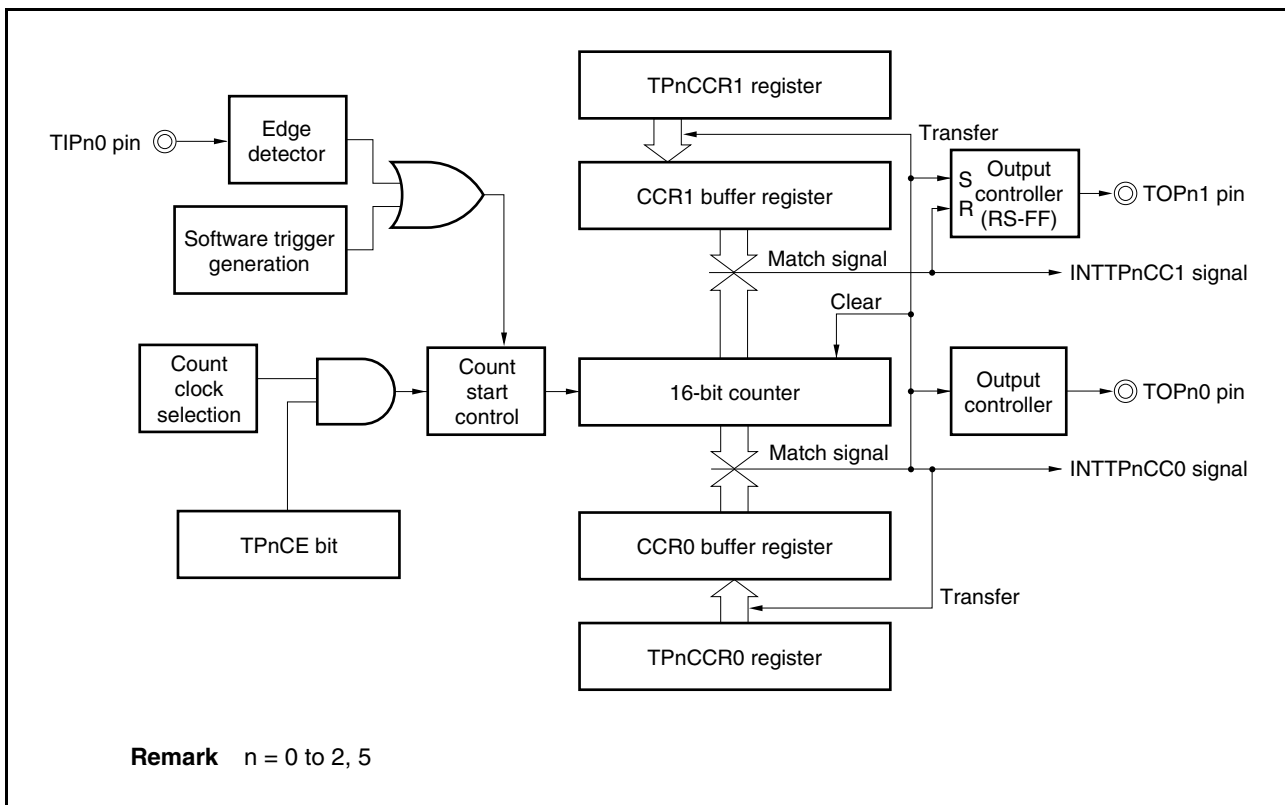 TPnCCR1 register
TIPn0 pin
Edge
detector
Transfer
CCR1 buffer register
S
R
Output
controller
(RS-FF)
TOPn1 pin
Software trigger
generation
Match signal
INTTPnCC1 signal
Clear
Count
clock
selection
Count
start
control
16-bit counter
Output
controller
TOPn0 pin
Match signal
INTTPnCC0 signal
TPnCE bit
CCR0 buffer register
Transfer
TPnCCR0 register
Remark n = 0 to 2, 5